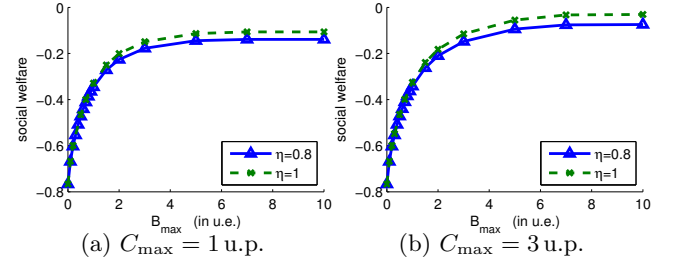 0
−0.2
−0.4
−0.6
−0.8
social welfare
η=0.8
η=1
0 2 4 6 8 10
B_max (in u.e.)
(a) C_max = 1 u.p.
0
−0.2
−0.4
−0.6
−0.8
social welfare
η=0.8
η=1
0 2 4 6 8 10
B_max (in u.e.)
(b) C_max = 3 u.p.